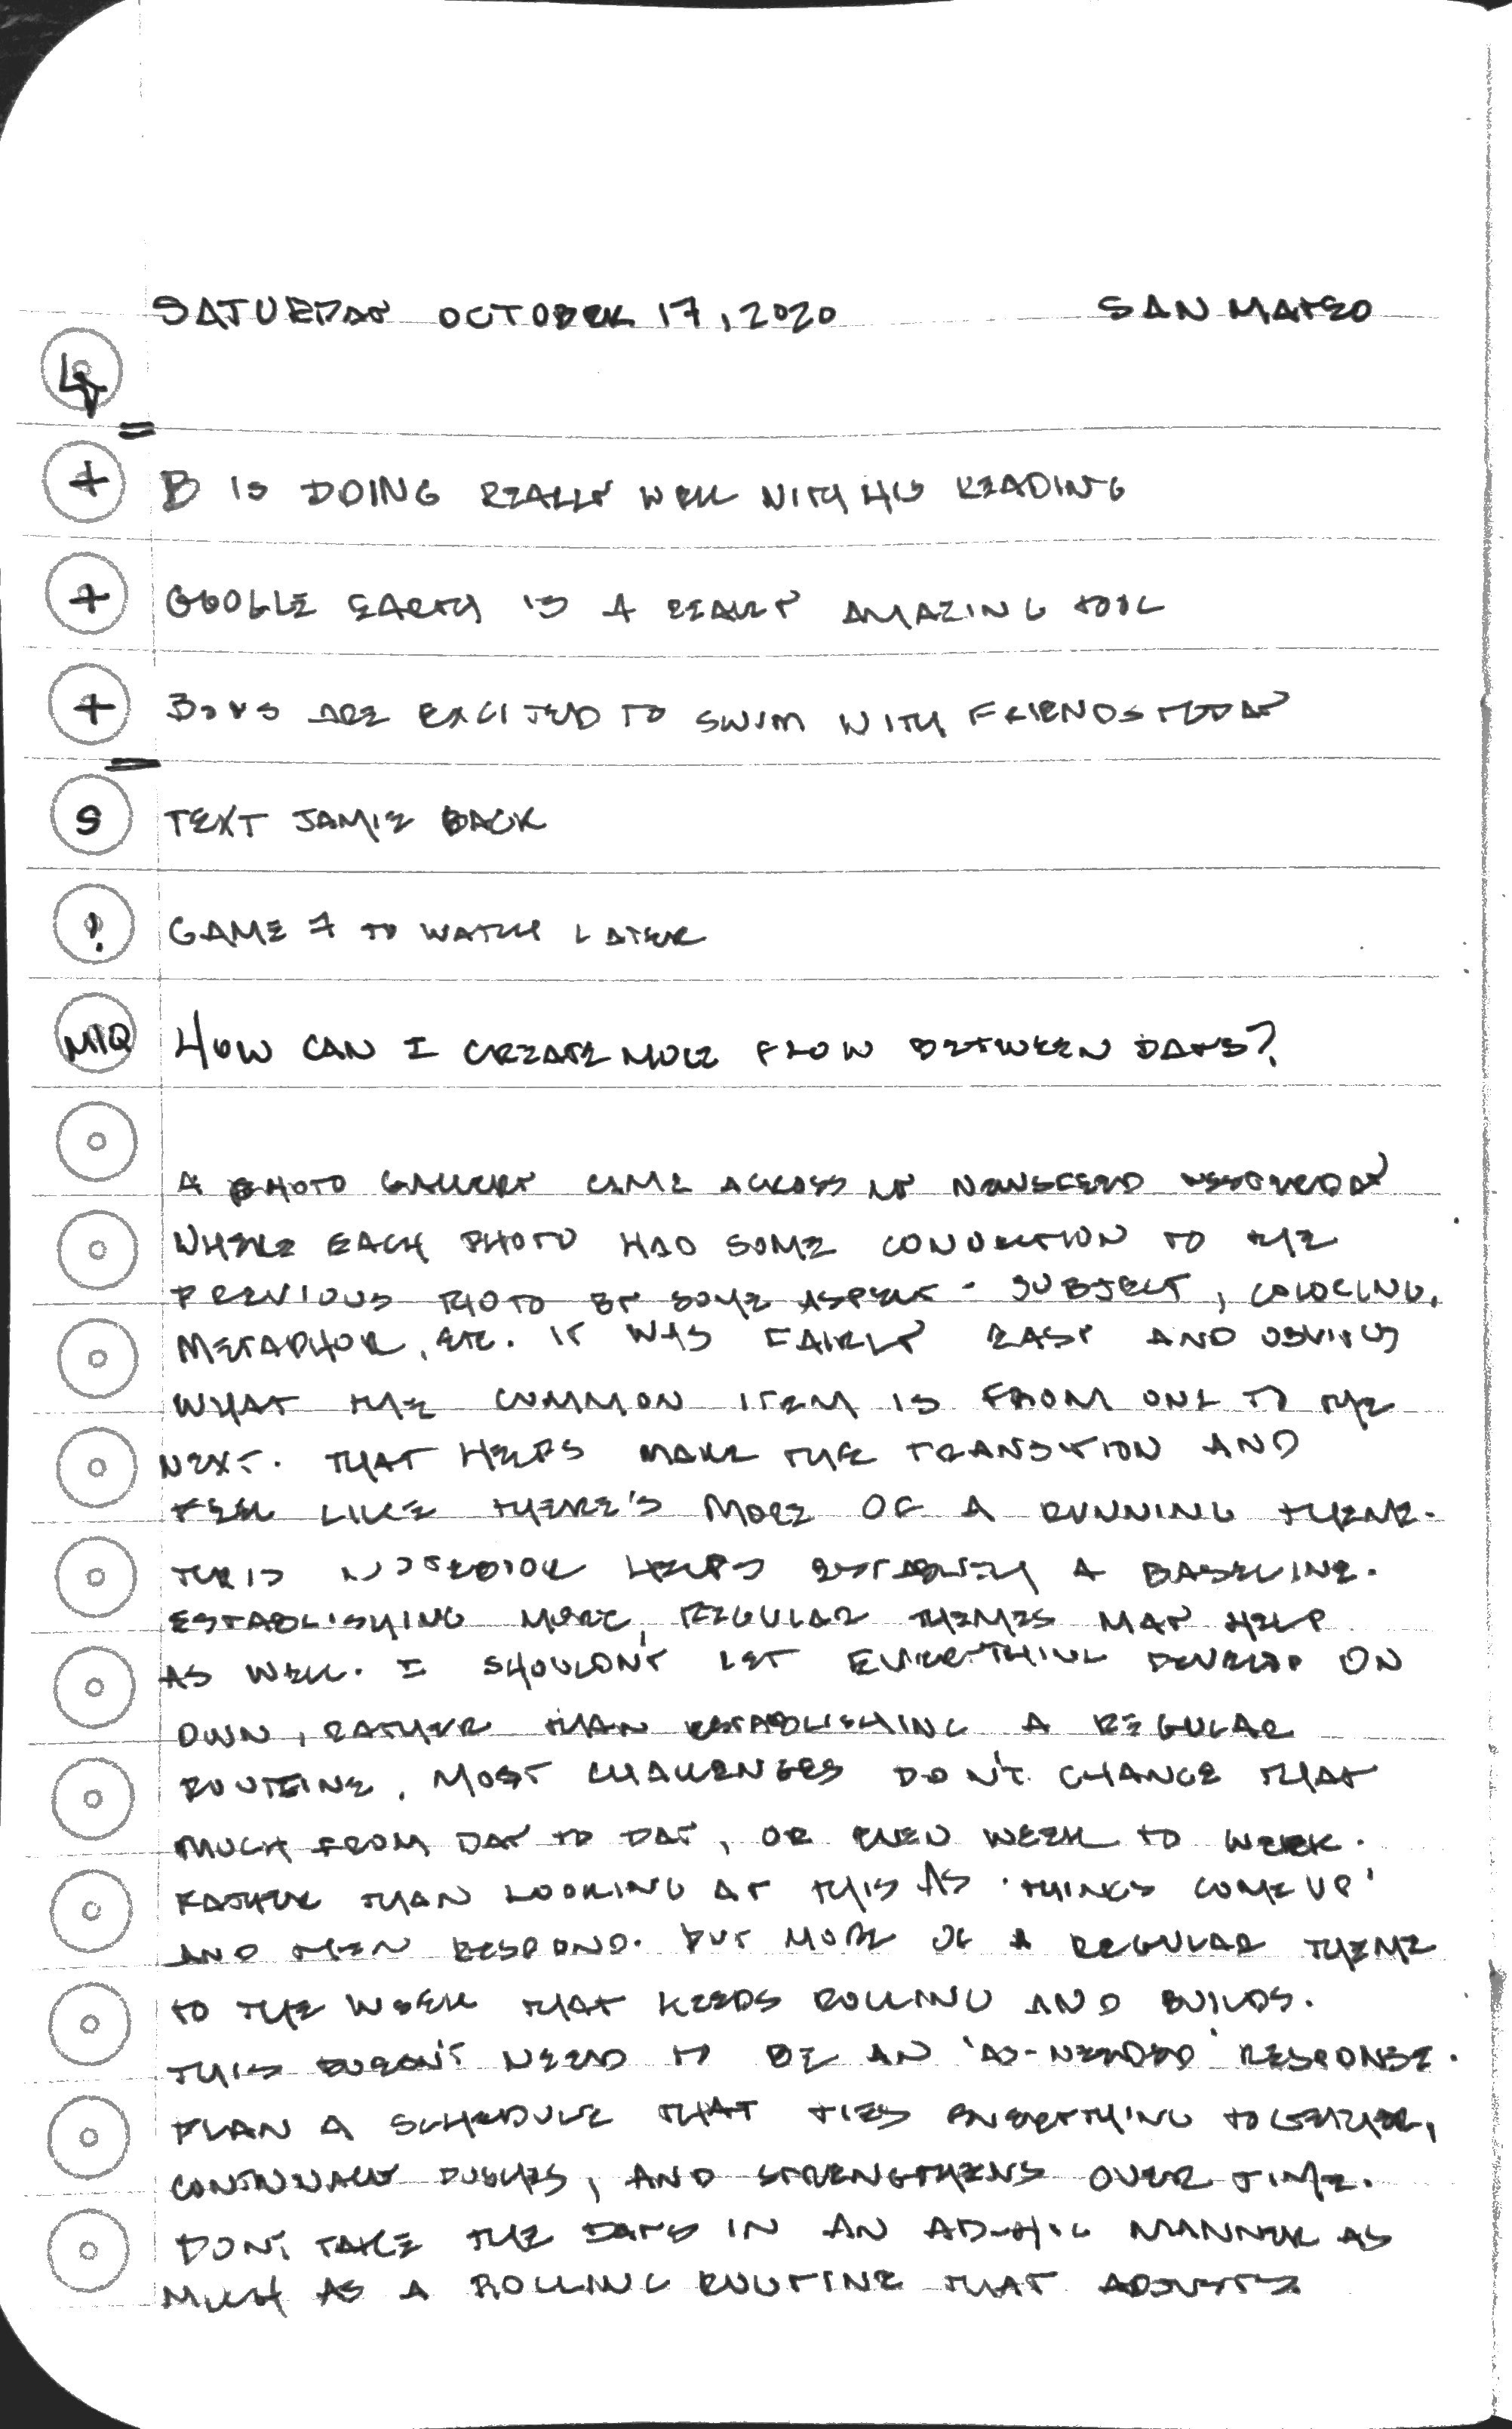 SATURDAY OCTOBER 17, 2020 SAN MATEO
+ B IS DOING REALLY WELL WITH HIS READING
+ GOOGLE EARTH IS A REALLY AMAZING TOOL
+ BOYS ARE EXCITED TO SWIM WITH FRIENDS TODAY
S TEXT JAMIE BACK
! GAME 7 TO WATCH LATER
MIQ HOW CAN I CREATE MORE FLOW BETWEEN DAYS?
A PHOTO GALLERY CAME ACROSS MY NEWSFEED YESTERDAY
WHERE EACH PHOTO HAD SOME CONNECTION TO THE
PREVIOUS PHOTO BY SOME ASPECT - SUBJECT, COLORING,
METAPHOR, ETC. IT WAS FAIRLY EASY AND OBVIOUS
WHAT THE COMMON ITEM IS FROM ONE TO THE
NEXT. THAT HELPS MAKE THE TRANSITION AND
FEEL LIKE THERE'S MORE OF A RUNNING THEME.
THIS NOTEBOOK HELPS ESTABLISH A BASELINE.
ESTABLISHING MORE, REGULAR THEMES MAY HELP
AS WELL. I SHOULDN'T LET EVERYTHING DEVELOP ON
OWN, RATHER THAN ESTABLISHING A REGULAR
ROUTINE. MOST CHALLENGES DON'T CHANGE THAT
MUCH FROM DAY TO DAY, OR EVEN WEEK TO WEEK.
RATHER THAN LOOKING AT THIS AS 'THINGS COME UP'
AND THEN RESPOND. BUT MORE OF A REGULAR THEME
TO THE WEEK THAT KEEPS ROLLING AND BUILDS.
THIS DOESN'T NEED TO BE AN 'AS-NEEDED' RESPONSE.
PLAN A SCHEDULE THAT TIES EVERYTHING TOGETHER,
CONTINUALLY PUSHES, AND STRENGTHENS OVER TIME.
DON'T TAKE THE DAYS IN AN AD-HOC MANNER AS
MUCH AS A ROLLING ROUTINE THAT ADJUSTS